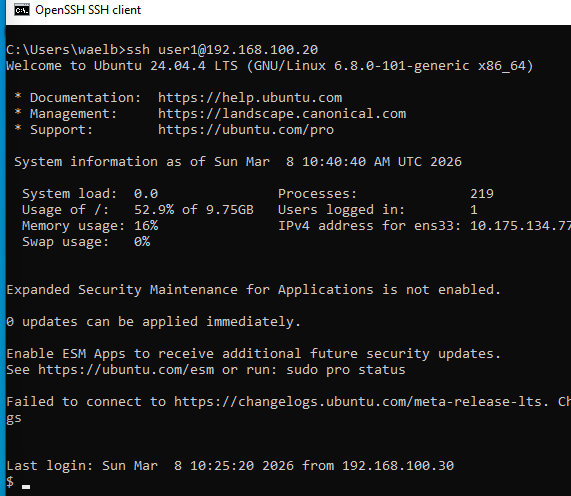 OpenSSH SSH client
C:\Users\waelb>ssh user1@192.168.100.20
Welcome to Ubuntu 24.04.4 LTS (GNU/Linux 6.8.0-101-generic x86_64)
* Documentation:  https://help.ubuntu.com
* Management:     https://landscape.canonical.com
* Support:        https://ubuntu.com/pro
System information as of Sun Mar  8 10:40:40 AM UTC 2026
System load:  0.0               Processes:              219
Usage of /:   52.9% of 9.75GB   Users logged in:        1
Memory usage: 16%               IPv4 address for ens33: 10.175.134.77
Swap usage:   0%
Expanded Security Maintenance for Applications is not enabled.
0 updates can be applied immediately.
Enable ESM Apps to receive additional future security updates.
See https://ubuntu.com/esm or run: sudo pro status
Failed to connect to https://changelogs.ubuntu.com/meta-release-lts. Ch
gs
Last login: Sun Mar  8 10:25:20 2026 from 192.168.100.30
$